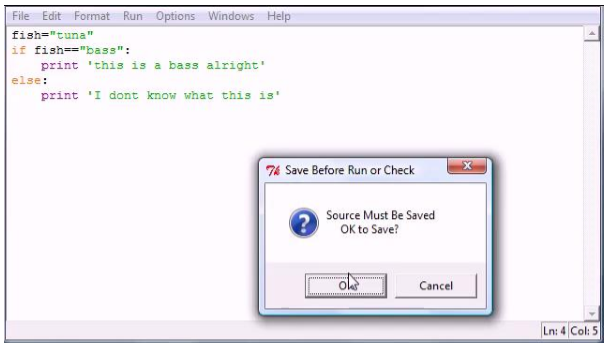 File Edit Format Run Options Windows Help
fish="tuna"
if fish=="bass":
    print 'this is a bass alright'
else:
    print 'I dont know what this is'
Save Before Run or Check
Source Must Be Saved
OK to Save?
OK Cancel
Ln: 4 Col: 5